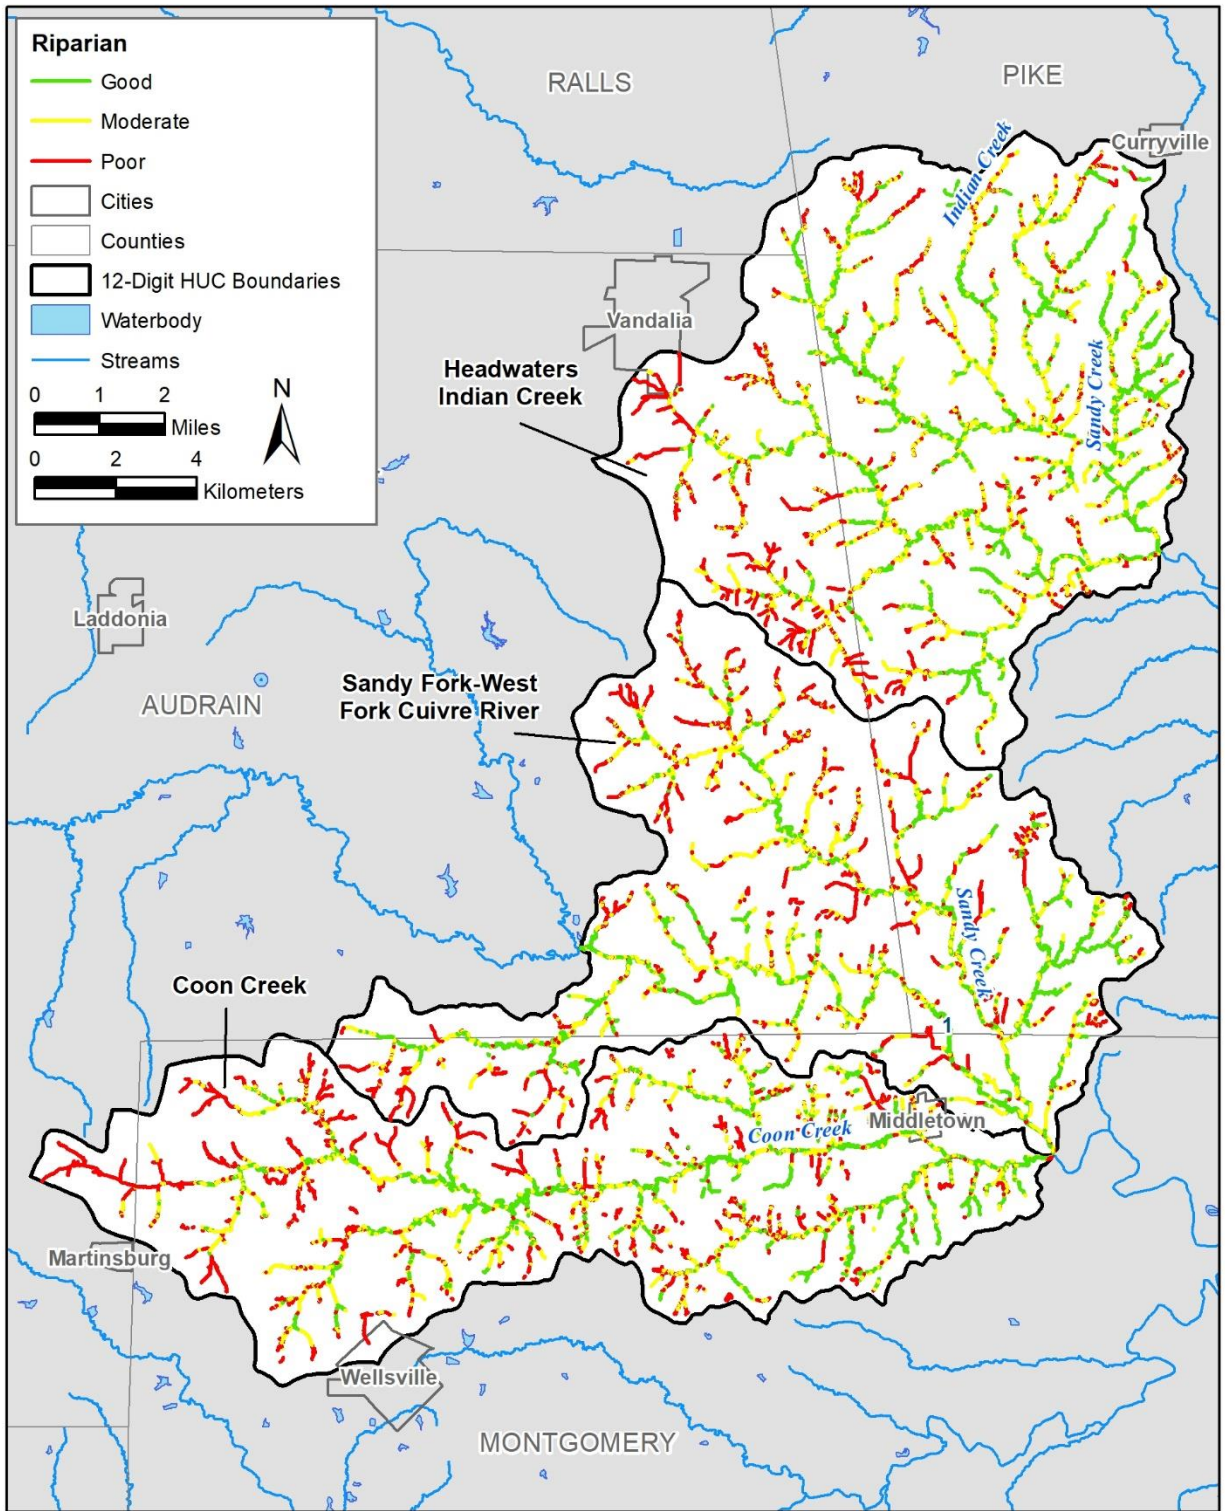 Riparian
Good
Moderate
Poor
Cities
Counties
12-Digit HUC Boundaries
Waterbody
Streams
0 1 2
Miles
0 2 4
Kilometers
N
RALLS
PIKE
Curryville
Indian Creek
Vandalia
Headwaters
Indian Creek
Sandy Creek
Laddonia
AUDRAIN
Sandy Fork-West
Fork Cuivre River
Sandy Creek
Coon Creek
1
Middletown
Coon Creek
Martinsburg
Wellsville
MONTGOMERY